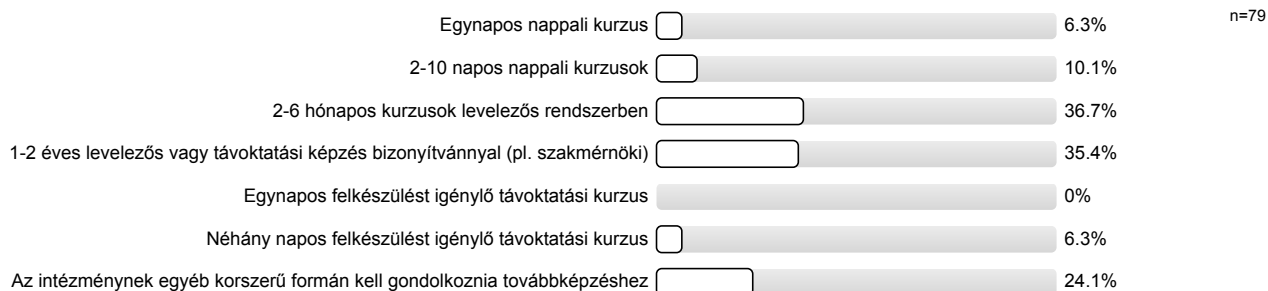 Egynapos nappali kurzus 6.3% n=79
2-10 napos nappali kurzusok 10.1%
2-6 hónapos kurzusok levelezős rendszerben 36.7%
1-2 éves levelezős vagy távoktatási képzés bizonyítvánnyal (pl. szakmérnöki) 35.4%
Egynapos felkészülést igénylő távoktatási kurzus 0%
Néhány napos felkészülést igénylő távoktatási kurzus 6.3%
Az intézménynek egyéb korszerű formán kell gondolkoznia továbbképzéshez 24.1%